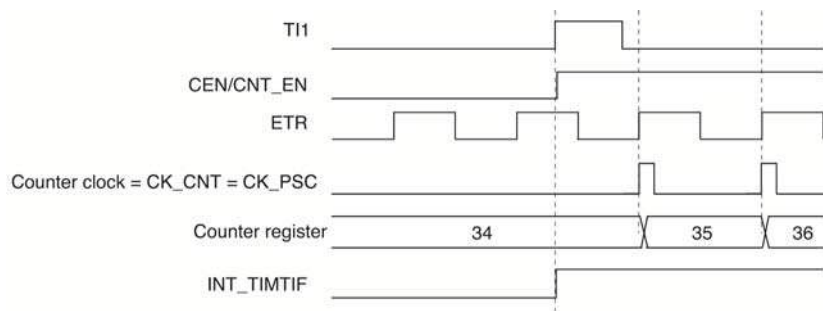 TI1
CEN/CNT_EN
ETR
Counter clock = CK_CNT = CK_PSC
Counter register 34 35 36
INT_TIMTIF